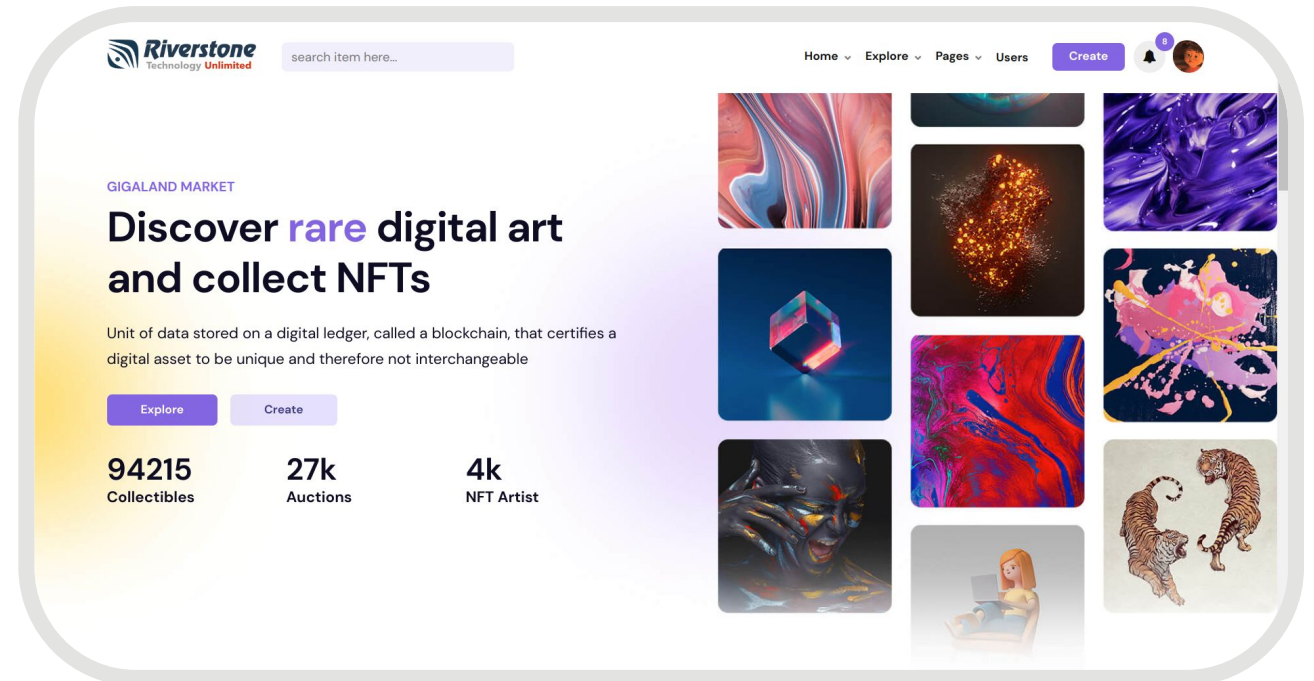 Riverstone
Technology Unlimited
search item here...
Home
Explore
Pages
Users
Create
8
GIGALAND MARKET
Discover rare digital art
and collect NFTs
Unit of data stored on a digital ledger, called a blockchain, that certifies a
digital asset to be unique and therefore not interchangeable
Explore
Create
94215
Collectibles
27k
Auctions
4k
NFT Artist